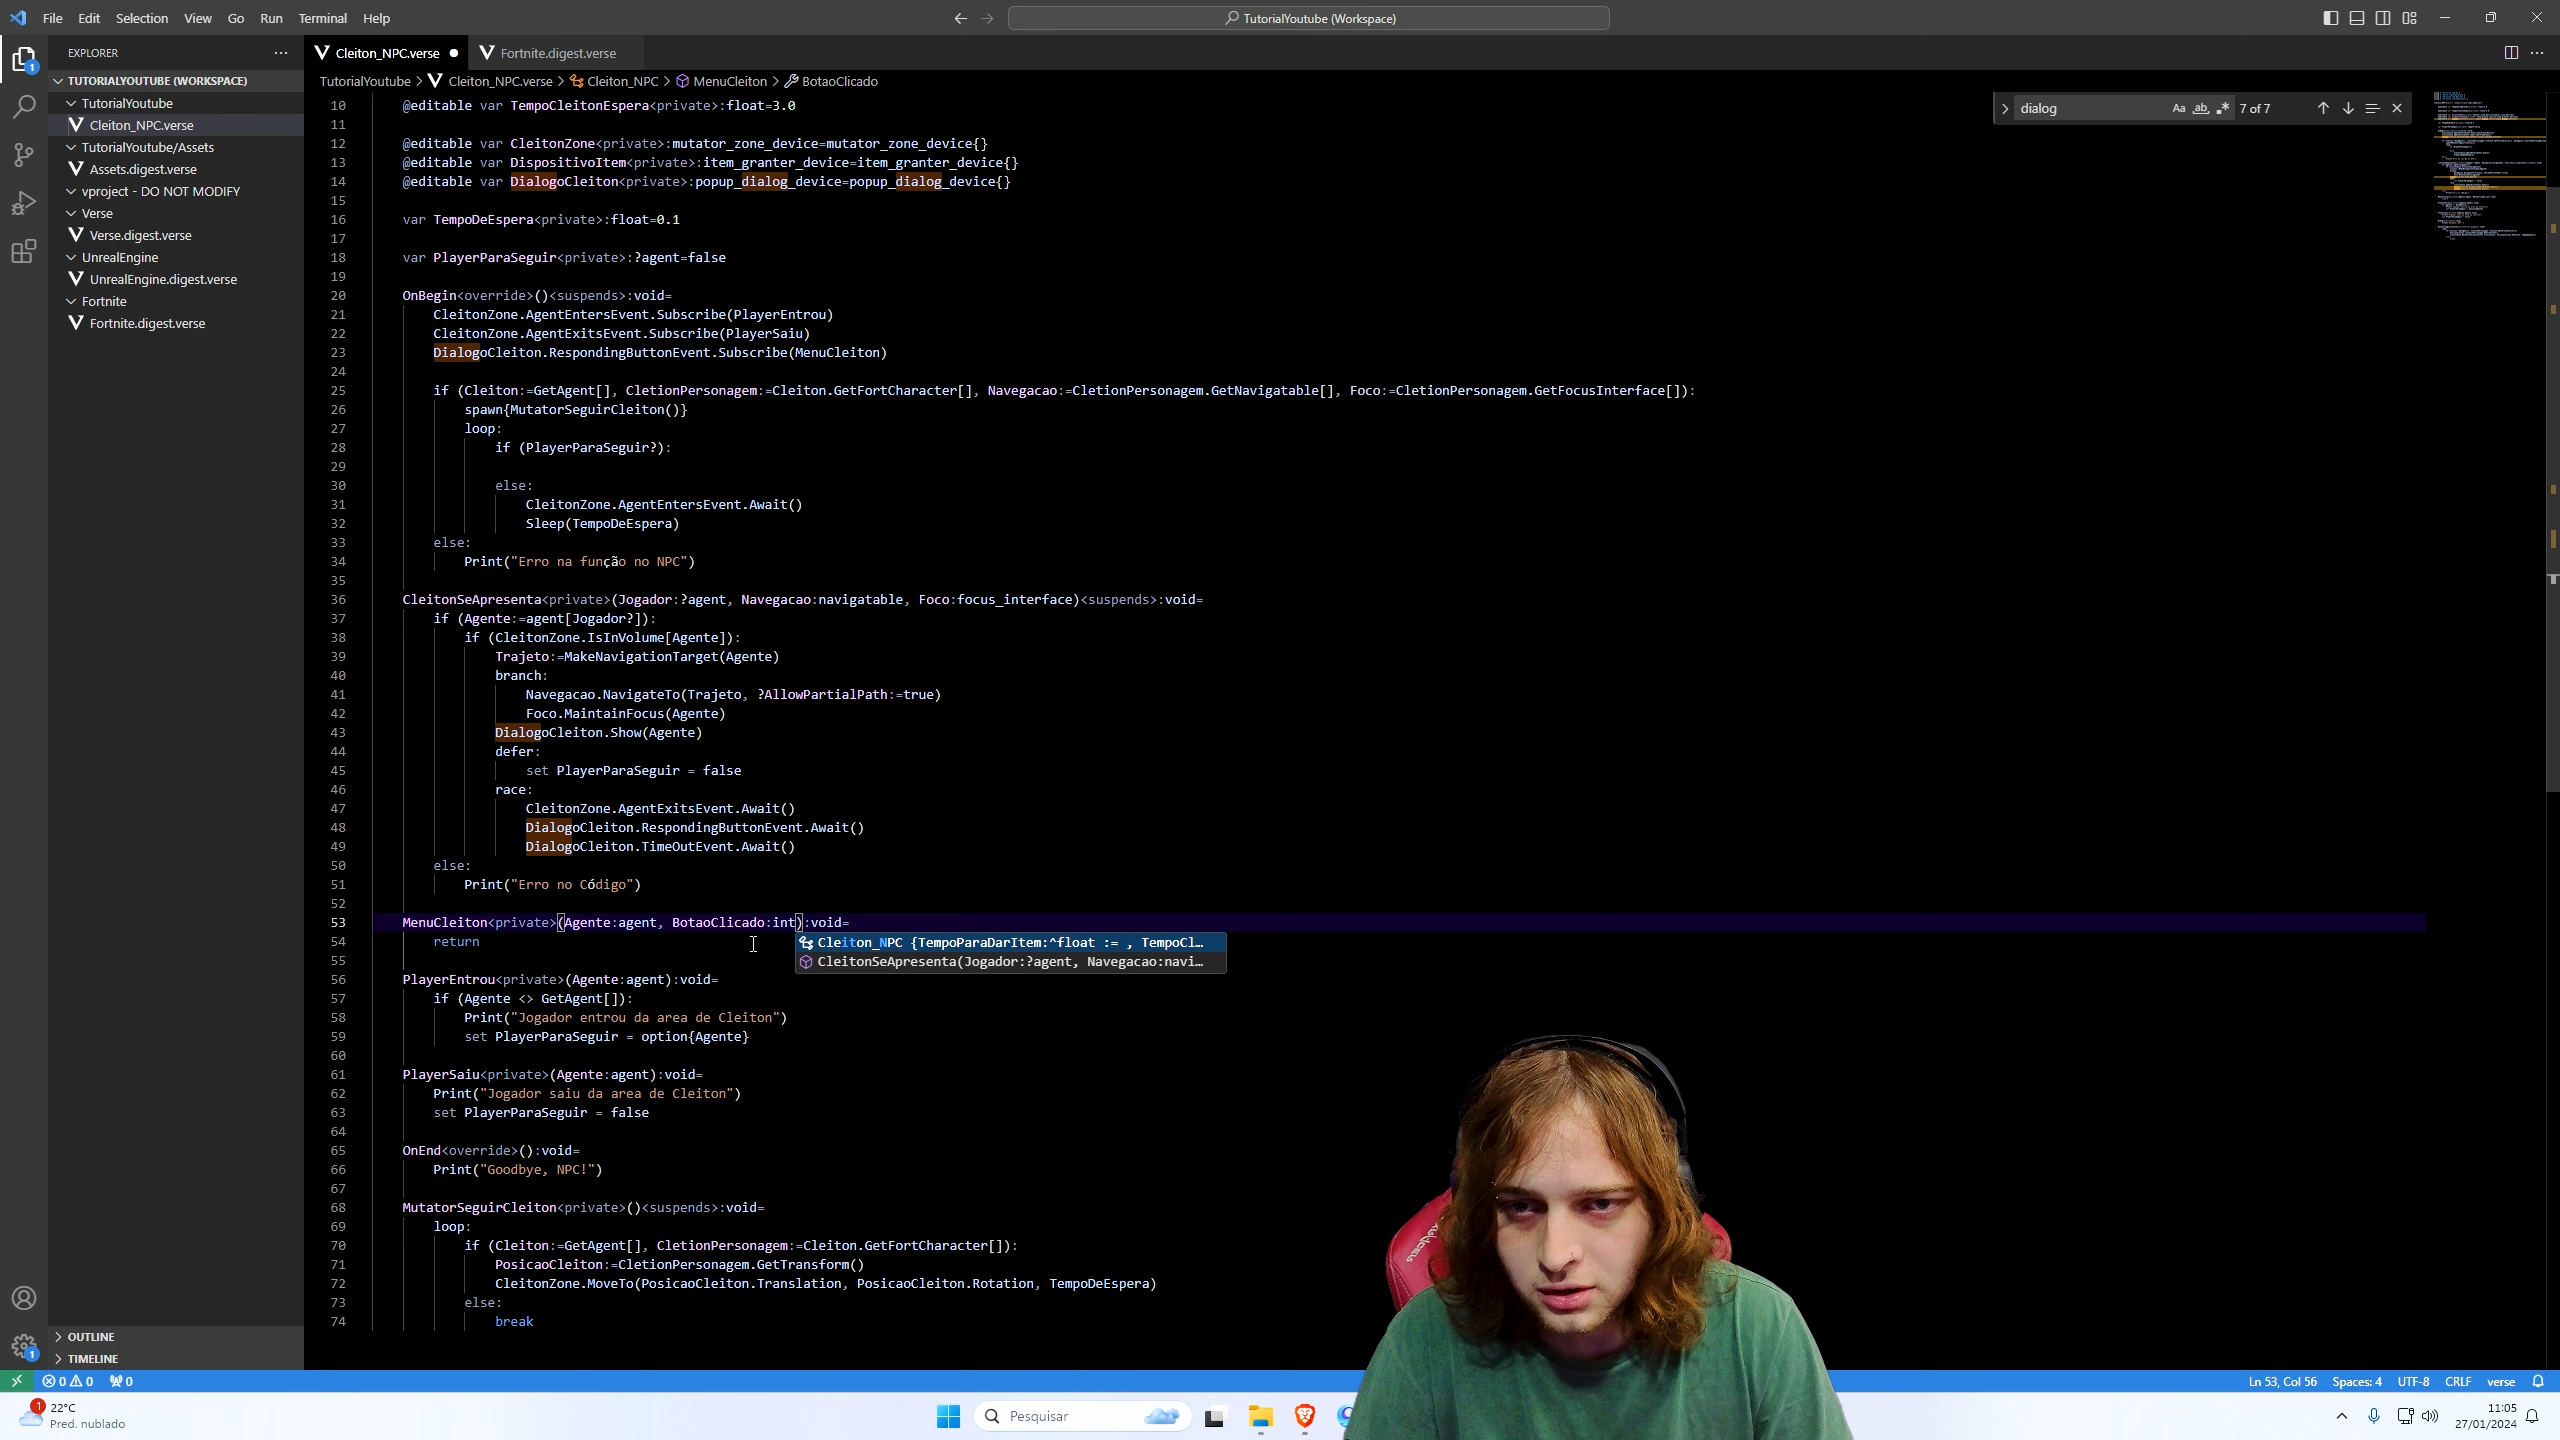 File Edit Selection View Go Run Terminal Help
TutorialYoutube (Workspace)
EXPLORER
TUTORIALYOUTUBE (WORKSPACE)
TutorialYoutube
Cleiton_NPC.verse
TutorialYoutube/Assets
Assets.digest.verse
vproject - DO NOT MODIFY
Verse
Verse.digest.verse
UnrealEngine
UnrealEngine.digest.verse
Fortnite
Fortnite.digest.verse
OUTLINE
TIMELINE
Cleiton_NPC.verse
Fortnite.digest.verse
TutorialYoutube > Cleiton_NPC.verse > Cleiton_NPC > MenuCleiton > BotaoClicado
dialog Aa ab 7 of 7
10 @editable var TempoCleitonEspera<private>:float=3.0
11
12 @editable var CleitonZone<private>:mutator_zone_device=mutator_zone_device{}
13 @editable var DispositivoItem<private>:item_granter_device=item_granter_device{}
14 @editable var DialogoCleiton<private>:popup_dialog_device=popup_dialog_device{}
15
16 var TempoDeEspera<private>:float=0.1
17
18 var PlayerParaSeguir<private>:?agent=false
19
20 OnBegin<override>()<suspends>:void=
21 CleitonZone.AgentEntersEvent.Subscribe(PlayerEntrou)
22 CleitonZone.AgentExitsEvent.Subscribe(PlayerSaiu)
23 DialogoCleiton.RespondingButtonEvent.Subscribe(MenuCleiton)
24
25 if (Cleiton:=GetAgent[], CletionPersonagem:=Cleiton.GetFortCharacter[], Navegacao:=CletionPersonagem.GetNavigatable[], Foco:=CletionPersonagem.GetFocusInterface[]):
26 spawn{MutatorSeguirCleiton()}
27 loop:
28 if (PlayerParaSeguir?):
29
30 else:
31 CleitonZone.AgentEntersEvent.Await()
32 Sleep(TempoDeEspera)
33 else:
34 Print("Erro na função no NPC")
35
36 CleitonSeApresenta<private>(Jogador:?agent, Navegacao:navigatable, Foco:focus_interface)<suspends>:void=
37 if (Agente:=agent[Jogador?]):
38 if (CleitonZone.IsInVolume[Agente]):
39 Trajeto:=MakeNavigationTarget(Agente)
40 branch:
41 Navegacao.NavigateTo(Trajeto, ?AllowPartialPath:=true)
42 Foco.MaintainFocus(Agente)
43 DialogoCleiton.Show(Agente)
44 defer:
45 set PlayerParaSeguir = false
46 race:
47 CleitonZone.AgentExitsEvent.Await()
48 DialogoCleiton.RespondingButtonEvent.Await()
49 DialogoCleiton.TimeOutEvent.Await()
50 else:
51 Print("Erro no Código")
52
53 MenuCleiton<private>(Agente:agent, BotaoClicado:int):void=
54 return
Cleiton_NPC {TempoParaDarItem:^float := , TempoCl...
CleitonSeApresenta(Jogador:?agent, Navegacao:navi...
55
56 PlayerEntrou<private>(Agente:agent):void=
57 if (Agente <> GetAgent[]):
58 Print("Jogador entrou da area de Cleiton")
59 set PlayerParaSeguir = option{Agente}
60
61 PlayerSaiu<private>(Agente:agent):void=
62 Print("Jogador saiu da area de Cleiton")
63 set PlayerParaSeguir = false
64
65 OnEnd<override>():void=
66 Print("Goodbye, NPC!")
67
68 MutatorSeguirCleiton<private>()<suspends>:void=
69 loop:
70 if (Cleiton:=GetAgent[], CletionPersonagem:=Cleiton.GetFortCharacter[]):
71 PosicaoCleiton:=CletionPersonagem.GetTransform()
72 CleitonZone.MoveTo(PosicaoCleiton.Translation, PosicaoCleiton.Rotation, TempoDeEspera)
73 else:
74 break
0 0 0
Ln 53, Col 56 Spaces: 4 UTF-8 CRLF verse
1 22°C
Pred. nublado
Pesquisar
11:05
27/01/2024